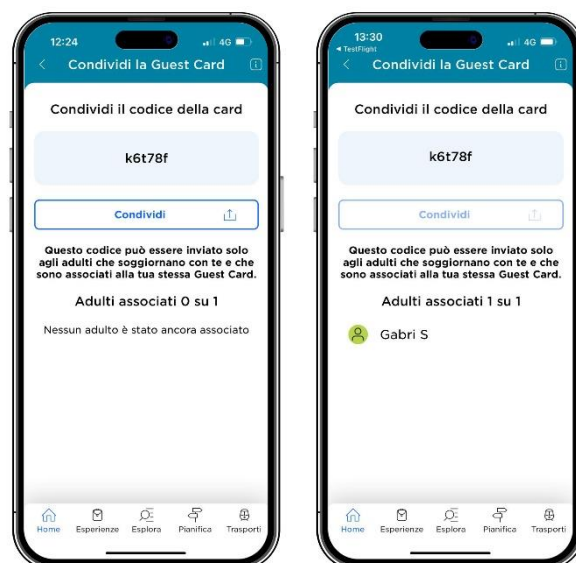 12:24
4G
Condividi la Guest Card
Condividi il codice della card
k6t78f
Condividi
Questo codice può essere inviato solo
agli adulti che soggiornano con te e che
sono associati alla tua stessa Guest Card.
Adulti associati 0 su 1
Nessun adulto è stato ancora associato
Home Esperienze Esplora Pianifica Trasporti
13:30
4G
TestFlight
Condividi la Guest Card
Condividi il codice della card
k6t78f
Condividi
Questo codice può essere inviato solo
agli adulti che soggiornano con te e che
sono associati alla tua stessa Guest Card.
Adulti associati 1 su 1
Gabri S
Home Esperienze Esplora Pianifica Trasporti